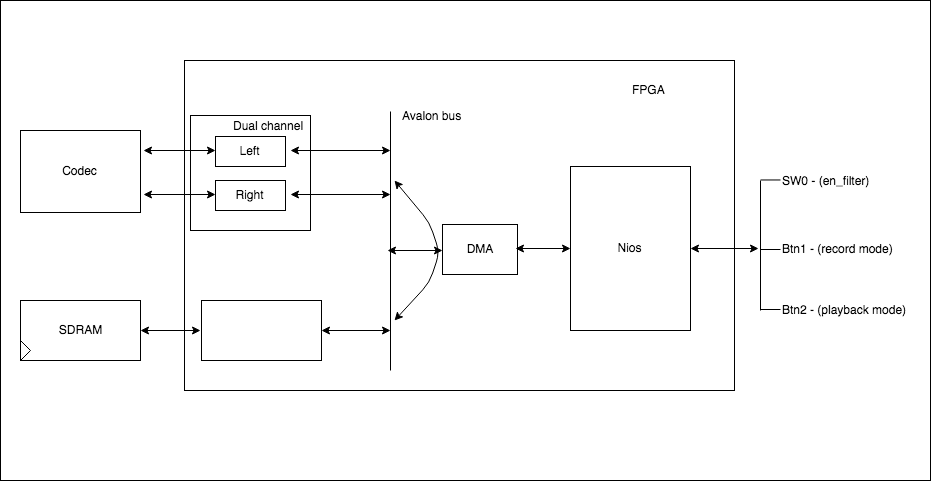 FPGA
Avalon bus
Dual channel
Left
Codec
Right
SW0 - (en_filter)
DMA
Nios
Btn1 - (record mode)
SDRAM
Btn2 - (playback mode)